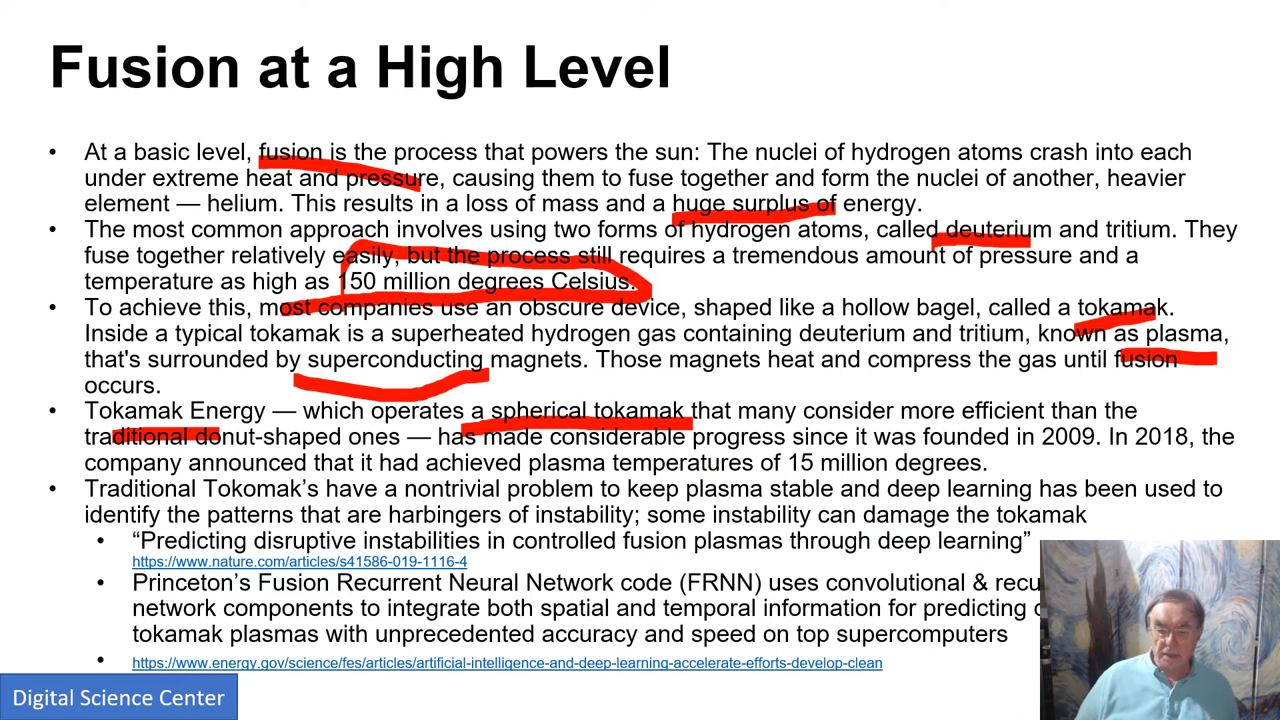 Fusion at a High Level
• At a basic level, fusion is the process that powers the sun: The nuclei of hydrogen atoms crash into each
under extreme heat and pressure, causing them to fuse together and form the nuclei of another, heavier
element — helium. This results in a loss of mass and a huge surplus of energy.
• The most common approach involves using two forms of hydrogen atoms, called deuterium and tritium. They
fuse together relatively easily, but the process still requires a tremendous amount of pressure and a
temperature as high as 150 million degrees Celsius.
• To achieve this, most companies use an obscure device, shaped like a hollow bagel, called a tokamak.
Inside a typical tokamak is a superheated hydrogen gas containing deuterium and tritium, known as plasma,
that's surrounded by superconducting magnets. Those magnets heat and compress the gas until fusion
occurs.
• Tokamak Energy — which operates a spherical tokamak that many consider more efficient than the
traditional donut-shaped ones — has made considerable progress since it was founded in 2009. In 2018, the
company announced that it had achieved plasma temperatures of 15 million degrees.
• Traditional Tokomak’s have a nontrivial problem to keep plasma stable and deep learning has been used to
identify the patterns that are harbingers of instability; some instability can damage the tokamak
• “Predicting disruptive instabilities in controlled fusion plasmas through deep learning”
https://www.nature.com/articles/s41586-019-1116-4
• Princeton’s Fusion Recurrent Neural Network code (FRNN) uses convolutional &
network components to integrate both spatial and temporal information for predicting
tokamak plasmas with unprecedented accuracy and speed on top supercomputers
• https://www.energy.gov/science/fes/articles/artificial-intelligence-and-deep-learning-accelerate-efforts-develop-clean
Digital Science Center